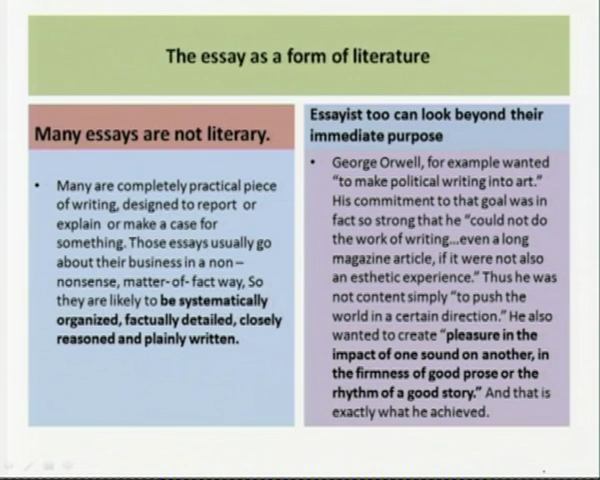 The essay as a form of literature
Many essays are not literary.
• Many are completely practical piece
of writing, designed to report or
explain or make a case for
something. Those essays usually go
about their business in a non –
nonsense, matter-of- fact way, So
they are likely to be systematically
organized, factually detailed, closely
reasoned and plainly written.
Essayist too can look beyond their
immediate purpose
• George Orwell, for example wanted
“to make political writing into art.”
His commitment to that goal was in
fact so strong that he “could not do
the work of writing...even a long
magazine article, if it were not also
an esthetic experience.” Thus he was
not content simply “to push the
world in a certain direction.” He also
wanted to create “pleasure in the
impact of one sound on another, in
the firmness of good prose or the
rhythm of a good story.” And that is
exactly what he achieved.